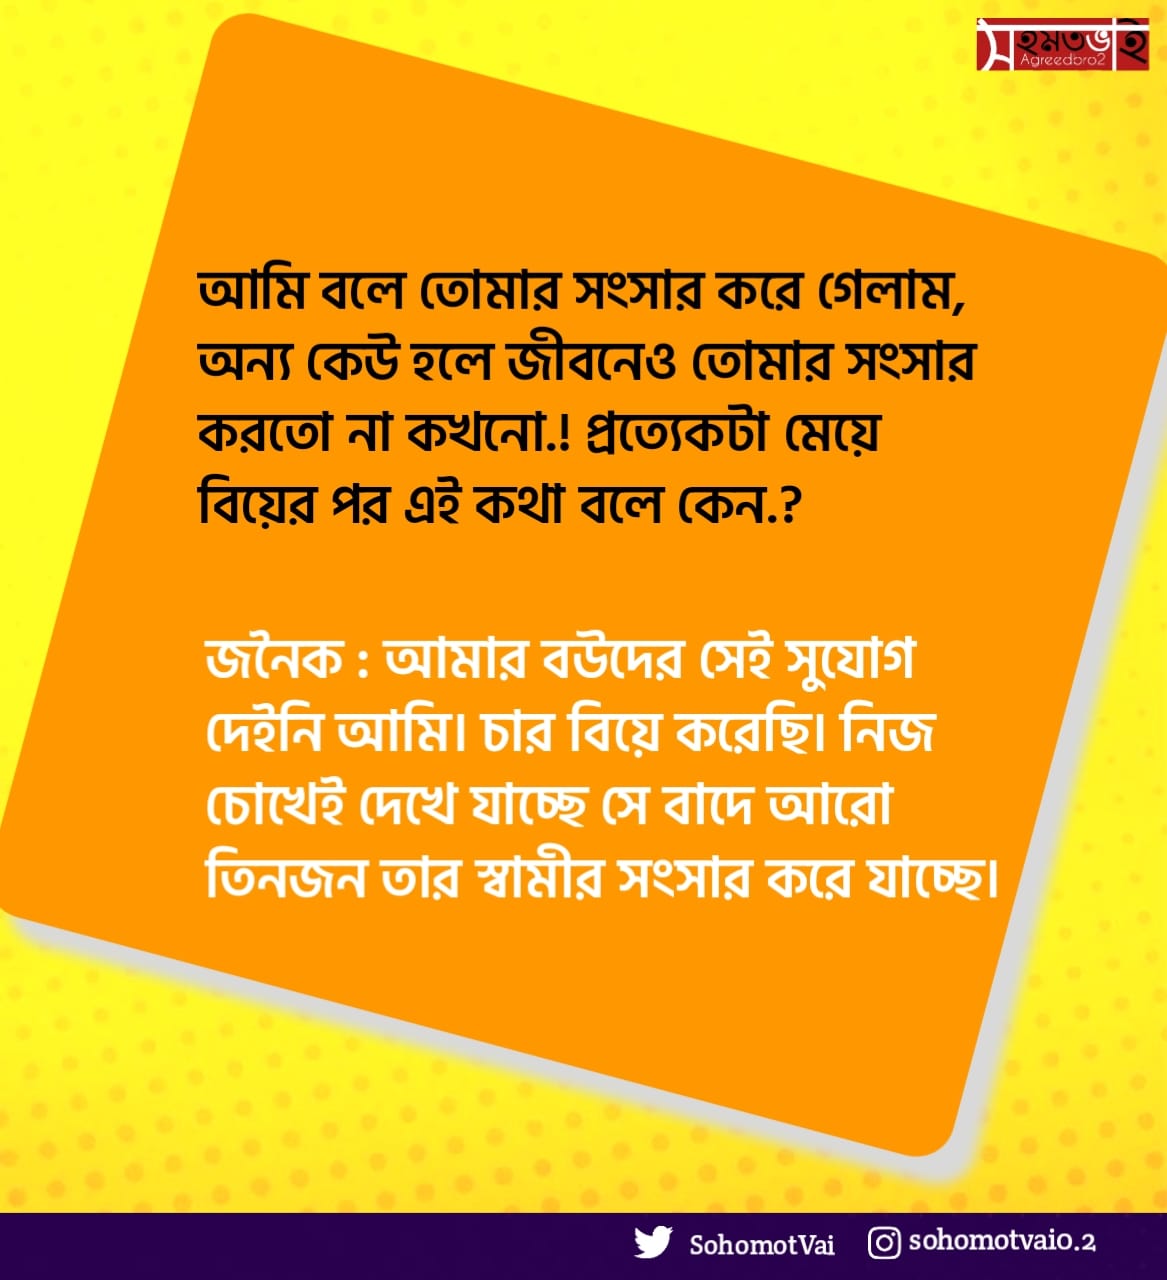 সহমতভাই
Agreedbro2
আমি বলে তোমার সংসার করে গেলাম,
অন্য কেউ হলে জীবনেও তোমার সংসার
করতো না কখনো.! প্রত্যেকটা মেয়ে
বিয়ের পর এই কথা বলে কেন.?
জনৈক : আমার বউদের সেই সুযোগ
দেইনি আমি। চার বিয়ে করেছি। নিজ
চোখেই দেখে যাচ্ছে সে বাদে আরো
তিনজন তার স্বামীর সংসার করে যাচ্ছে।
SohomotVai
sohomotvaio.2